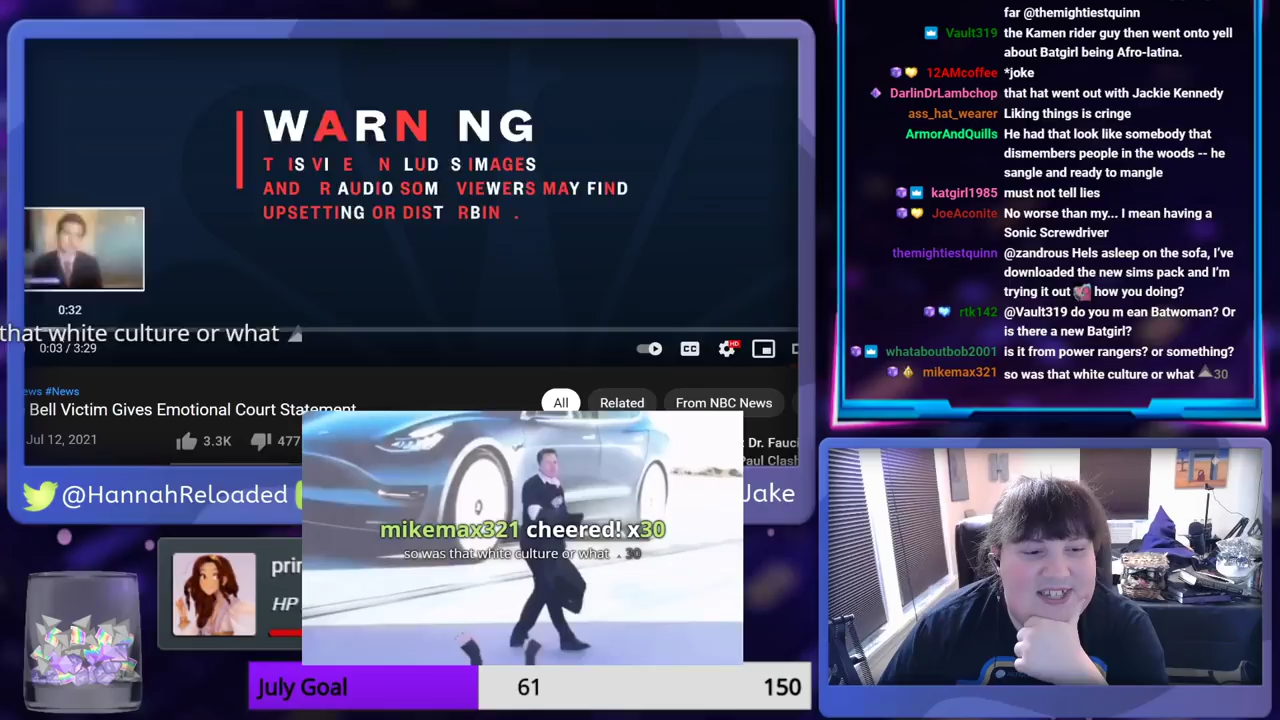 WARN NG
T IS VI E N LUD S IMAGES
AND R AUDIO SOM VIEWERS MAY FIND
UPSETTING OR DIST RBIN .
0:32
that white culture or what
0:03 / 3:29
CC
HD
ews #News
Bell Victim Gives Emotional Court Statement
Jul 12, 2021
3.3K
477
All
Related
From NBC News
Dr. Fauci
Paul Clash
@HannahReloaded
Jake
mikemax321 cheered! x30
so was that white culture or what 30
prin
HP
July Goal
61
150
far @themightiestquinn
Vault319 the Kamen rider guy then went onto yell
about Batgirl being Afro-latina.
12AMcoffee *joke
DarlinDrLambchop that hat went out with Jackie Kennedy
ass_hat_wearer Liking things is cringe
ArmorAndQuills He had that look like somebody that
dismembers people in the woods -- he
sangle and ready to mangle
katgirl1985 must not tell lies
JoeAconite No worse than my... I mean having a
Sonic Screwdriver
themightiestquinn @zandrous Hels asleep on the sofa, I've
downloaded the new sims pack and I'm
trying it out how you doing?
rtk142 @Vault319 do you m ean Batwoman? Or
is there a new Batgirl?
whataboutbob2001 is it from power rangers? or something?
mikemax321 so was that white culture or what 30